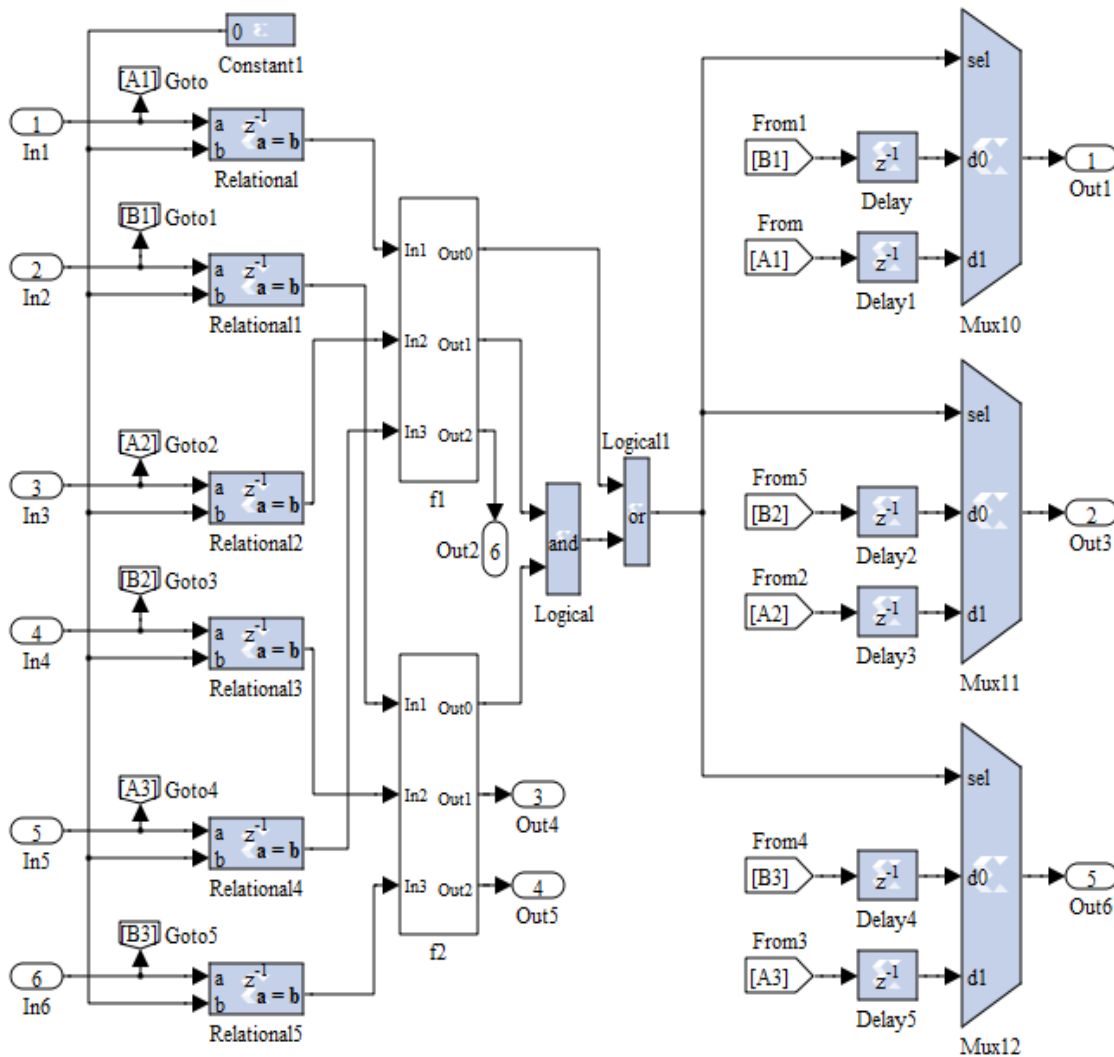 0
Constant1
[A1] Goto
1
In1
a
b
z-1
a = b
Relational
[B1] Goto1
2
In2
a
b
z-1
a = b
Relational1
[A2] Goto2
3
In3
a
b
z-1
a = b
Relational2
[B2] Goto3
4
In4
a
b
z-1
a = b
Relational3
[A3] Goto4
5
In5
a
b
z-1
a = b
Relational4
[B3] Goto5
6
In6
a
b
z-1
a = b
Relational5
In1 Out0
In2 Out1
In3 Out2
f1
Out2 6
In1 Out0
In2 Out1
In3 Out2
f2
3
Out4
4
Out5
and
Logical
Logical1
or
sel
From1
[B1]
z-1
Delay
d0
From
[A1]
z-1
Delay1
d1
Mux10
1
Out1
sel
From5
[B2]
z-1
Delay2
d0
From2
[A2]
z-1
Delay3
d1
Mux11
2
Out3
sel
From4
[B3]
z-1
Delay4
d0
From3
[A3]
z-1
Delay5
d1
Mux12
5
Out6